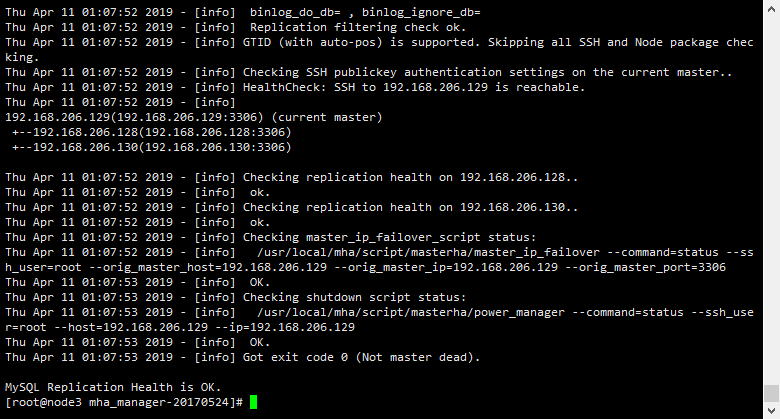 Thu Apr 11 01:07:52 2019 - [info]  binlog_do_db= , binlog_ignore_db=
Thu Apr 11 01:07:52 2019 - [info]  Replication filtering check ok.
Thu Apr 11 01:07:52 2019 - [info] GTID (with auto-pos) is supported. Skipping all SSH and Node package chec
king.
Thu Apr 11 01:07:52 2019 - [info] Checking SSH publickey authentication settings on the current master..
Thu Apr 11 01:07:52 2019 - [info] HealthCheck: SSH to 192.168.206.129 is reachable.
Thu Apr 11 01:07:52 2019 - [info]
192.168.206.129(192.168.206.129:3306) (current master)
 +--192.168.206.128(192.168.206.128:3306)
 +--192.168.206.130(192.168.206.130:3306)

Thu Apr 11 01:07:52 2019 - [info] Checking replication health on 192.168.206.128..
Thu Apr 11 01:07:52 2019 - [info]  ok.
Thu Apr 11 01:07:52 2019 - [info] Checking replication health on 192.168.206.130..
Thu Apr 11 01:07:52 2019 - [info]  ok.
Thu Apr 11 01:07:52 2019 - [info] Checking master_ip_failover_script status:
Thu Apr 11 01:07:52 2019 - [info]   /usr/local/mha/script/masterha/master_ip_failover --command=status --ss
h_user=root --orig_master_host=192.168.206.129 --orig_master_ip=192.168.206.129 --orig_master_port=3306
Thu Apr 11 01:07:53 2019 - [info]  OK.
Thu Apr 11 01:07:53 2019 - [info] Checking shutdown script status:
Thu Apr 11 01:07:53 2019 - [info]   /usr/local/mha/script/masterha/power_manager --command=status --ssh_use
r=root --host=192.168.206.129 --ip=192.168.206.129
Thu Apr 11 01:07:53 2019 - [info]  OK.
Thu Apr 11 01:07:53 2019 - [info] Got exit code 0 (Not master dead).

MySQL Replication Health is OK.
[root@node3 mha_manager-20170524]#